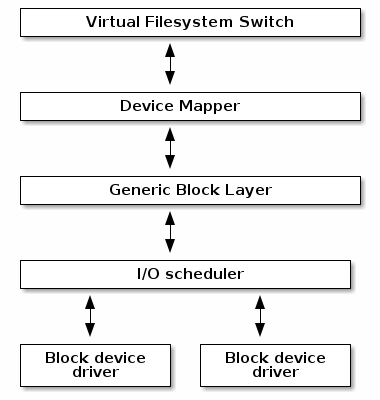 Virtual Filesystem Switch
Device Mapper
Generic Block Layer
I/O scheduler
Block device
driver
Block device
driver